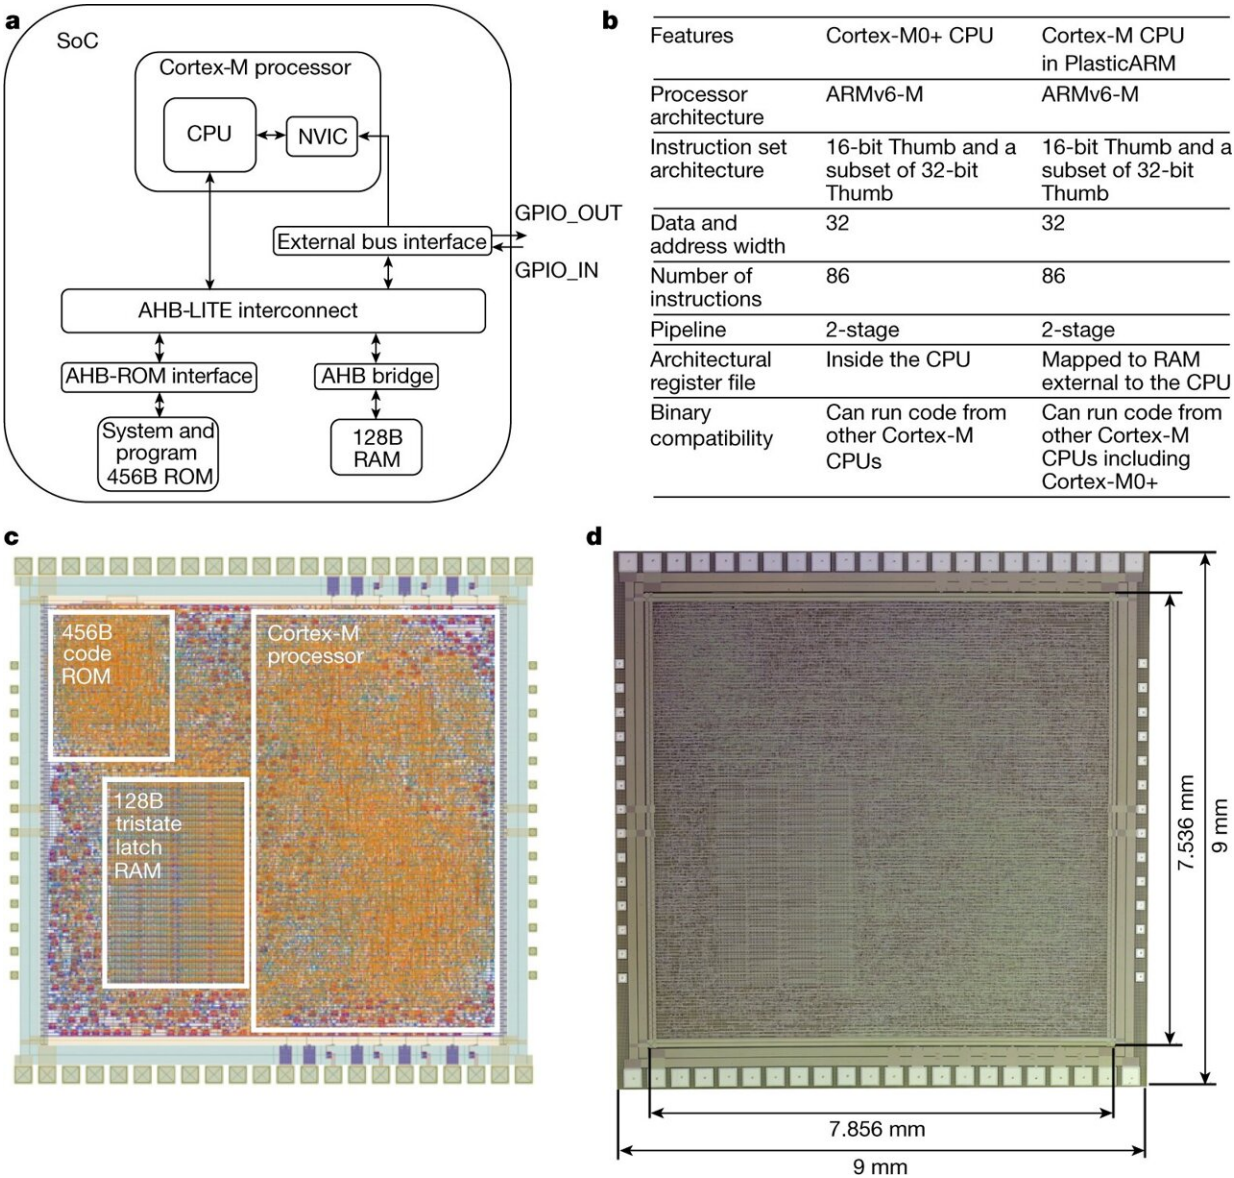 a
SoC
Cortex-M processor
CPU
NVIC
GPIO_OUT
External bus interface
GPIO_IN
AHB-LITE interconnect
AHB-ROM interface
AHB bridge
System and
program
456B ROM
128B
RAM
b
Features
Cortex-M0+ CPU
Cortex-M CPU
in PlasticARM
Processor
architecture
ARMv6-M
ARMv6-M
Instruction set
architecture
16-bit Thumb and a
subset of 32-bit
Thumb
16-bit Thumb and a
subset of 32-bit
Thumb
Data and
address width
32
32
Number of
instructions
86
86
Pipeline
2-stage
2-stage
Architectural
register file
Inside the CPU
Mapped to RAM
external to the CPU
Binary
compatibility
Can run code from
other Cortex-M
CPUs
Can run code from
other Cortex-M
CPUs including
Cortex-M0+
c
456B
code
ROM
Cortex-M
processor
128B
tristate
latch
RAM
d
7.536 mm
9 mm
7.856 mm
9 mm